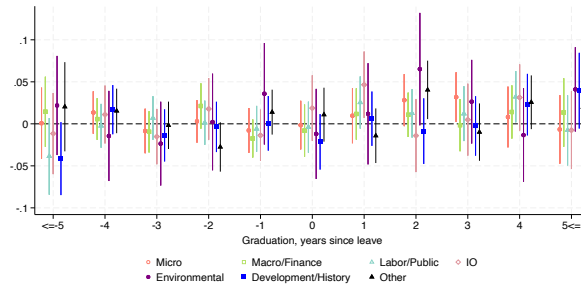 .1
.05
0
-.05
-.1
<=-5 -4 -3 -2 -1 0 1 2 3 4 5<=
Graduation, years since leave
Micro Macro/Finance Labor/Public IO
Environmental Development/History Other